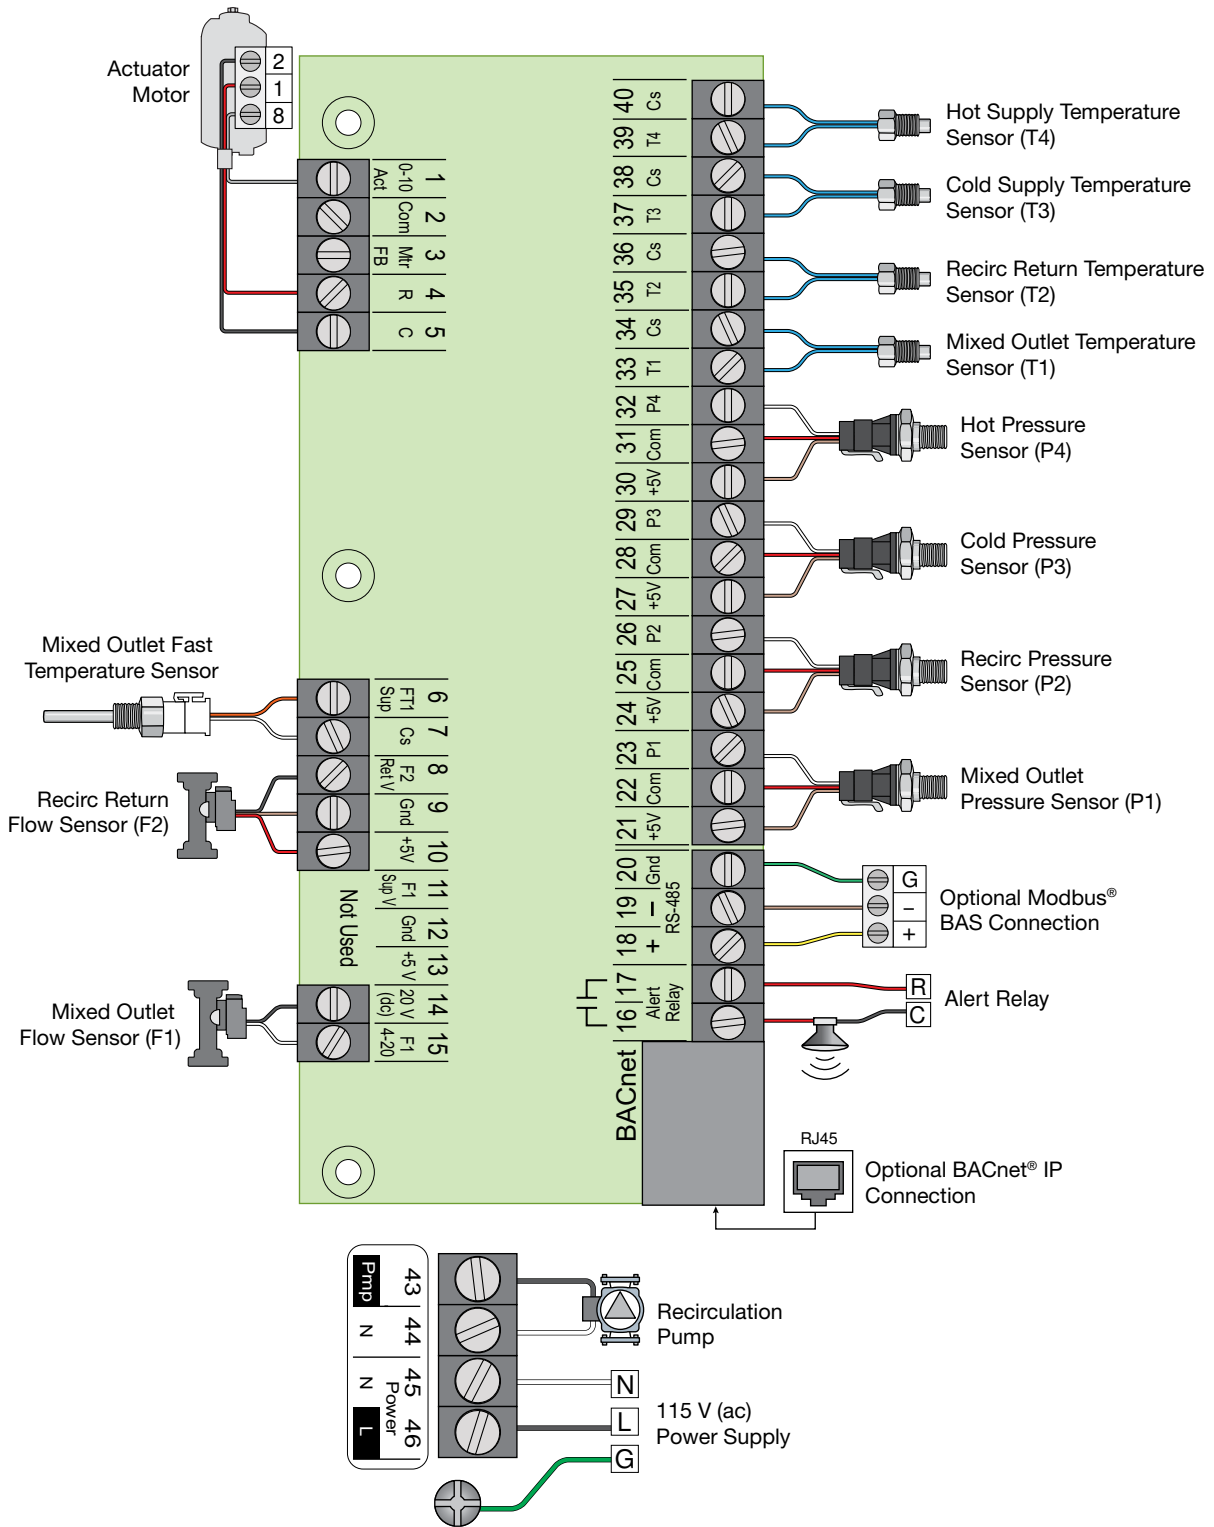 Actuator
Motor
2
1
8
1
0-10
Act
2
Com
3
Mtr
FB
4
R
5
C
Mixed Outlet Fast
Temperature Sensor
6
FT1
Sup
7
Cs
Recirc Return
Flow Sensor (F2)
8
F2
Ret V
9
Gnd
10
+5V
11
F1
Sup V
12
Gnd
13
+5 V
Not Used
Mixed Outlet
Flow Sensor (F1)
14
20 V
(dc)
15
F1
4-20
40 Cs
39 T4
38 Cs
37 T3
36 Cs
35 T2
34 Cs
33 T1
32 P4
31 Com
30 +5V
29 P3
28 Com
27 +5V
26 P2
25 Com
24 +5V
23 P1
22 Com
21 +5V
20 Gnd
19 –
18 +
RS-485
16 17
Alert
Relay
BACnet
Hot Supply Temperature
Sensor (T4)
Cold Supply Temperature
Sensor (T3)
Recirc Return Temperature
Sensor (T2)
Mixed Outlet Temperature
Sensor (T1)
Hot Pressure
Sensor (P4)
Cold Pressure
Sensor (P3)
Recirc Pressure
Sensor (P2)
Mixed Outlet
Pressure Sensor (P1)
G
–
+
Optional Modbus®
BAS Connection
R
C
Alert Relay
RJ45
Optional BACnet® IP
Connection
43
Pmp
44
N
45
N
46
L
Power
Recirculation
Pump
N
L
G
115 V (ac)
Power Supply